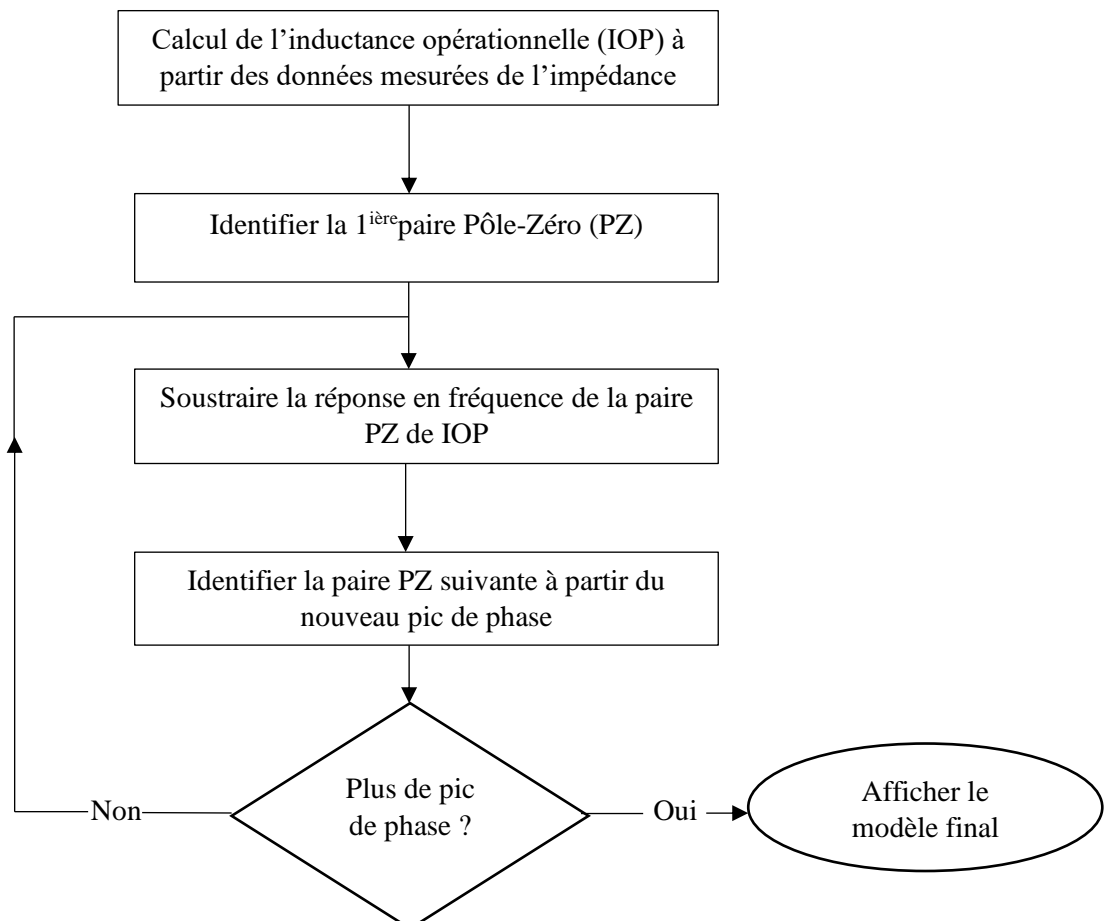 Calcul de l’inductance opérationnelle (IOP) à
partir des données mesurées de l’impédance
Identifier la 1ièrepaire Pôle-Zéro (PZ)
Soustraire la réponse en fréquence de la paire
PZ de IOP
Identifier la paire PZ suivante à partir du
nouveau pic de phase
Plus de pic
de phase ?
Non
Oui
Afficher le
modèle final